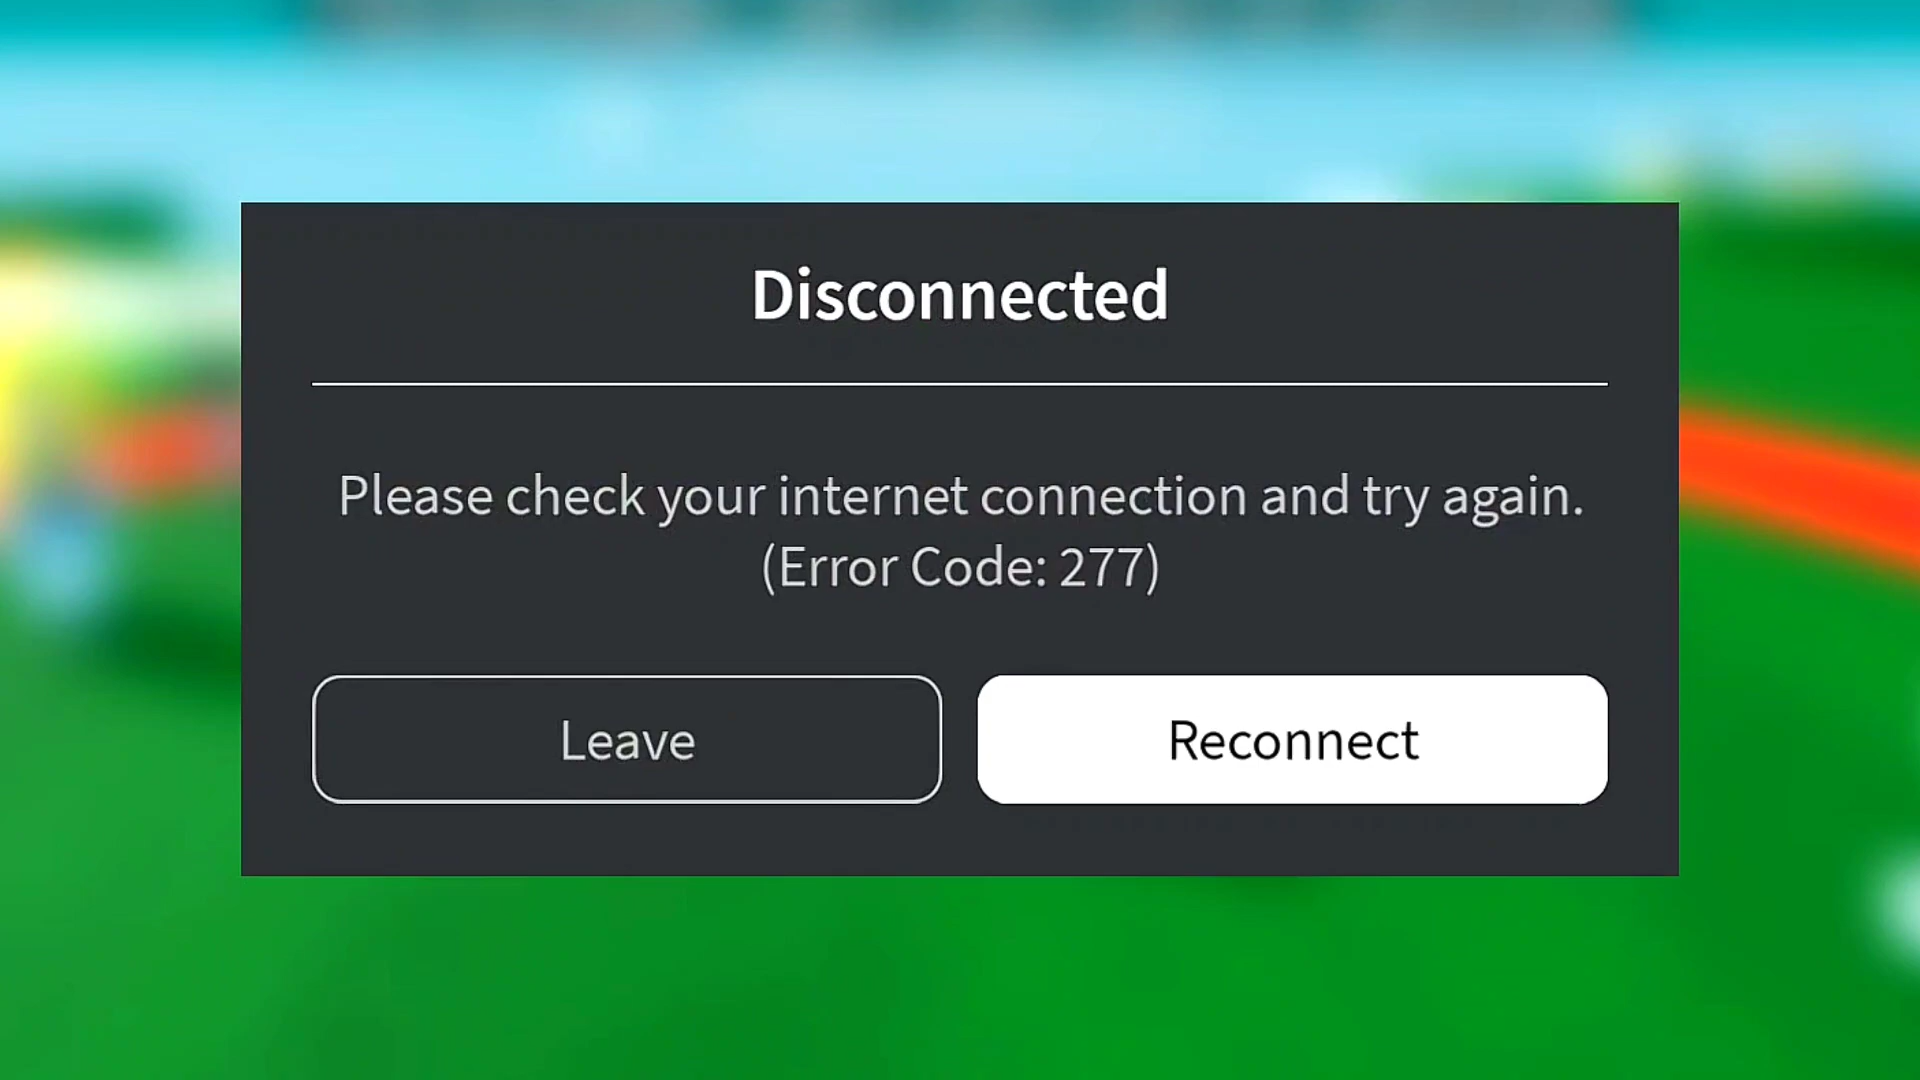 Disconnected
Please check your internet connection and try again.
(Error Code: 277)
Leave
Reconnect